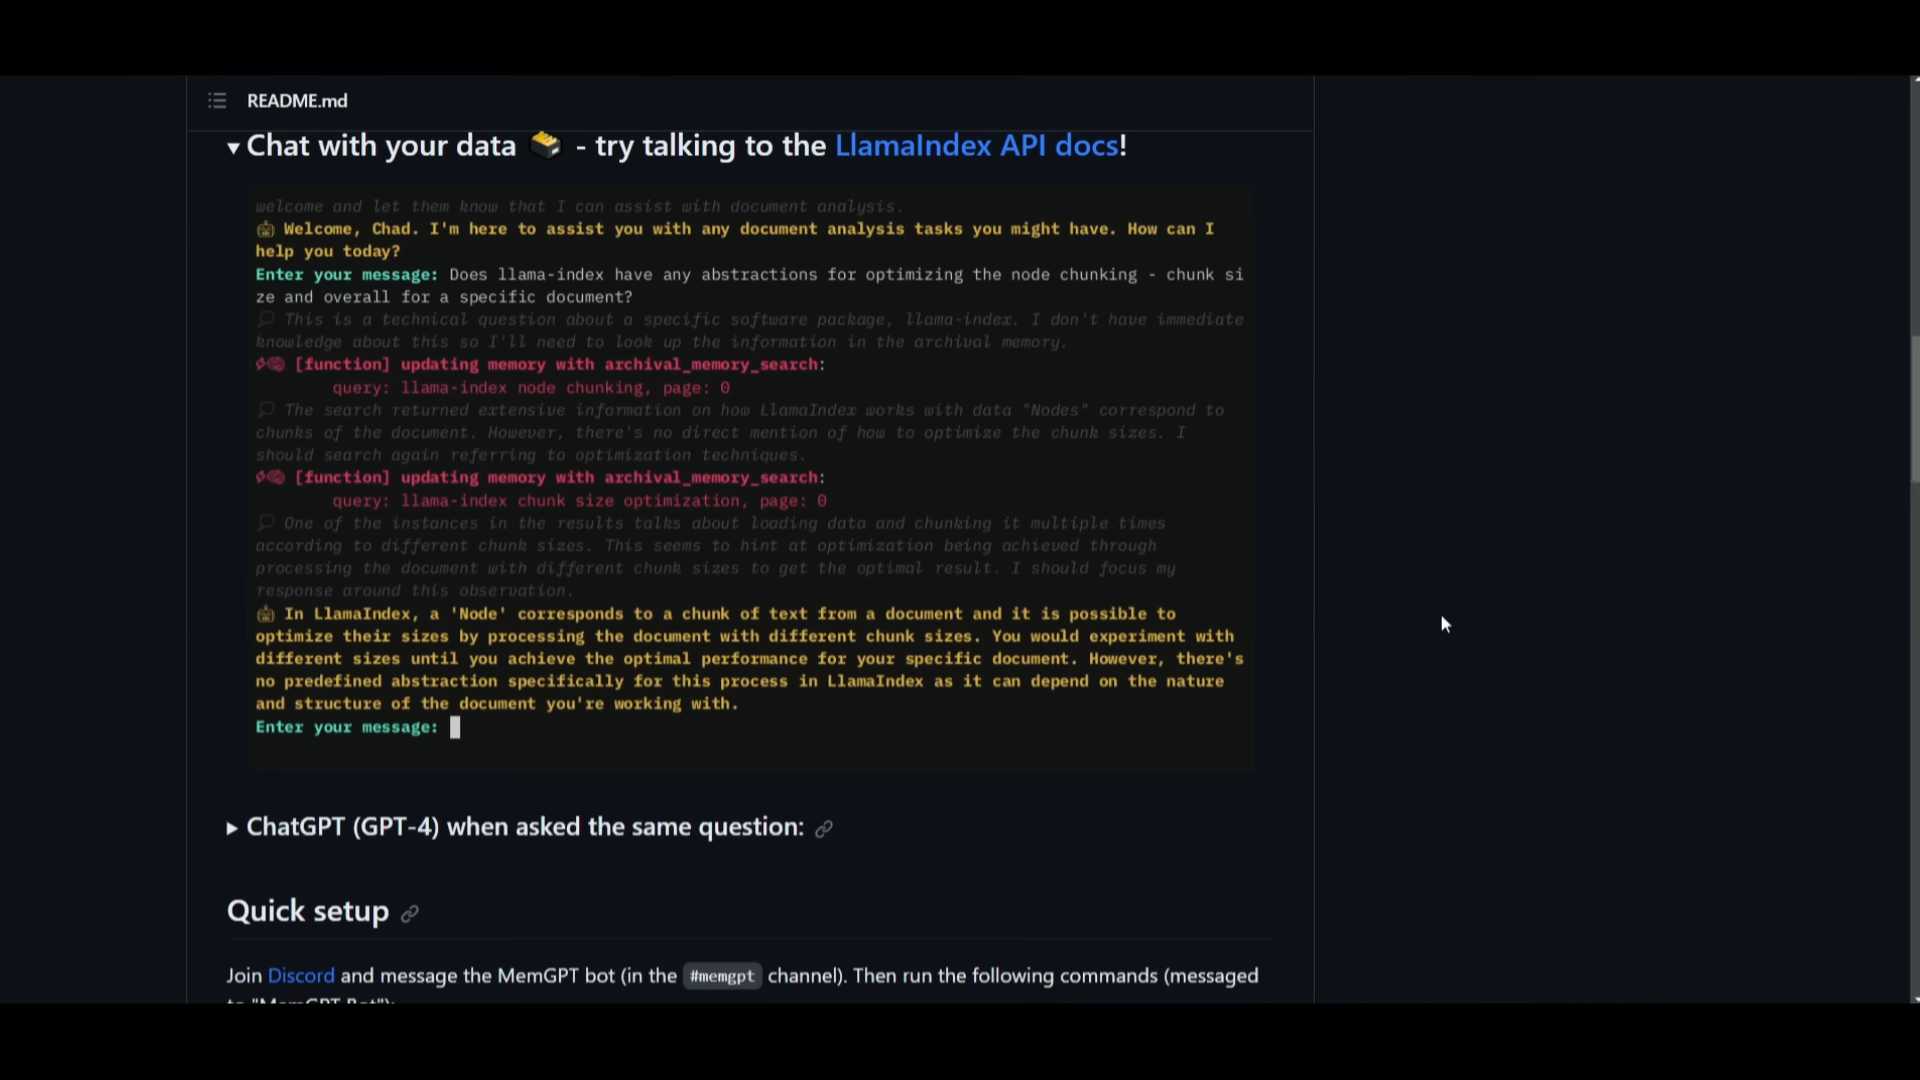 README.md
Chat with your data - try talking to the LlamaIndex API docs!
welcome and let them know that I can assist with document analysis.
Welcome, Chad. I'm here to assist you with any document analysis tasks you might have. How can I
help you today?
Enter your message: Does llama-index have any abstractions for optimizing the node chunking - chunk si
ze and overall for a specific document?
This is a technical question about a specific software package, llama-index. I don't have immediate
knowledge about this so I'll need to look up the information in the archival memory.
[function] updating memory with archival_memory_search:
query: llama-index node chunking, page: 0
The search returned extensive information on how LlamaIndex works with data "Nodes" correspond to
chunks of the document. However, there's no direct mention of how to optimize the chunk sizes. I
should search again referring to optimization techniques.
[function] updating memory with archival_memory_search:
query: llama-index chunk size optimization, page: 0
One of the instances in the results talks about loading data and chunking it multiple times
according to different chunk sizes. This seems to hint at optimization being achieved through
processing the document with different chunk sizes to get the optimal result. I should focus my
response around this observation.
In LlamaIndex, a 'Node' corresponds to a chunk of text from a document and it is possible to
optimize their sizes by processing the document with different chunk sizes. You would experiment with
different sizes until you achieve the optimal performance for your specific document. However, there's
no predefined abstraction specifically for this process in LlamaIndex as it can depend on the nature
and structure of the document you're working with.
Enter your message:
ChatGPT (GPT-4) when asked the same question:
Quick setup
Join Discord and message the MemGPT bot (in the #memgpt channel). Then run the following commands (messaged
to "MemGPT Bot"):